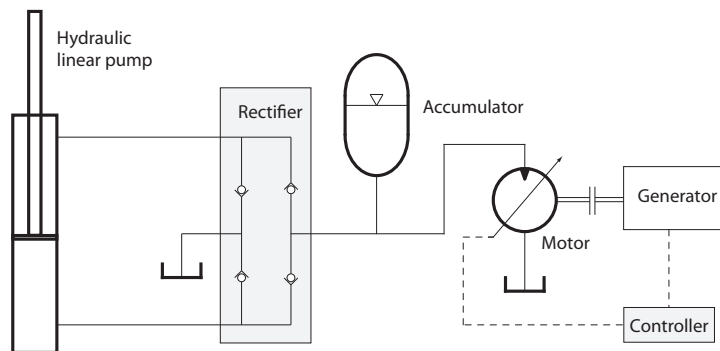 Hydraulic
linear pump
Rectifier
Accumulator
Generator
Motor
Controller